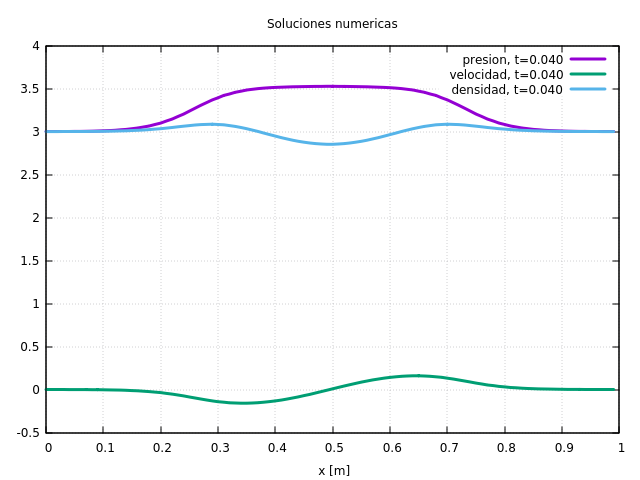 Soluciones numericas
presion, t=0.040
velocidad, t=0.040
densidad, t=0.040
4
3.5
3
2.5
2
1.5
1
0.5
0
-0.5
0 0.1 0.2 0.3 0.4 0.5 0.6 0.7 0.8 0.9 1
x [m]